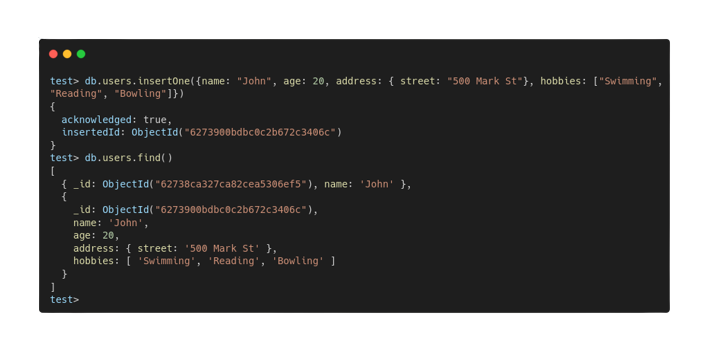 test> db.users.insertOne({name: "John", age: 20, address: { street: "500 Mark St"}, hobbies: ["Swimming",
"Reading", "Bowling"]})
{
  acknowledged: true,
  insertedId: ObjectId("6273900bdbc0c2b672c3406c")
}
test> db.users.find()
[
  { _id: ObjectId("62738ca327ca82cea5306ef5"), name: 'John' },
  {
    _id: ObjectId("6273900bdbc0c2b672c3406c"),
    name: 'John',
    age: 20,
    address: { street: '500 Mark St' },
    hobbies: [ 'Swimming', 'Reading', 'Bowling' ]
  }
]
test>